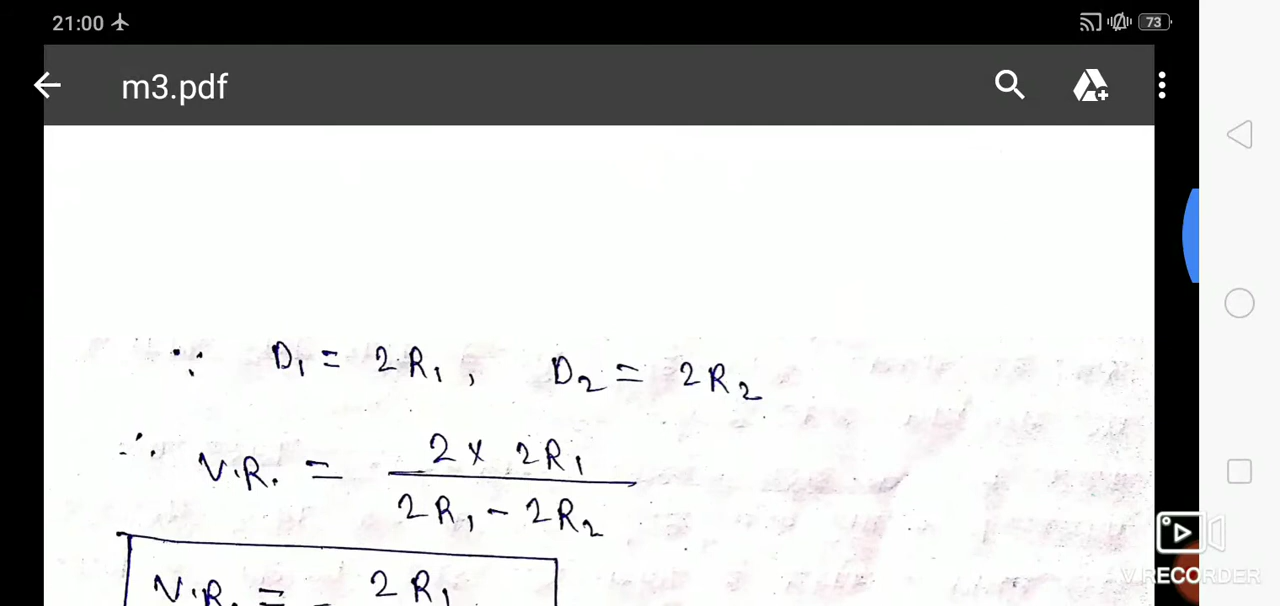 21:00 73
m3.pdf
∵ D₁ = 2R₁, D₂ = 2R₂
∴ V.R. = (2 × 2R₁) / (2R₁ - 2R₂)
V.R. = 2R₁
V.RECORDER